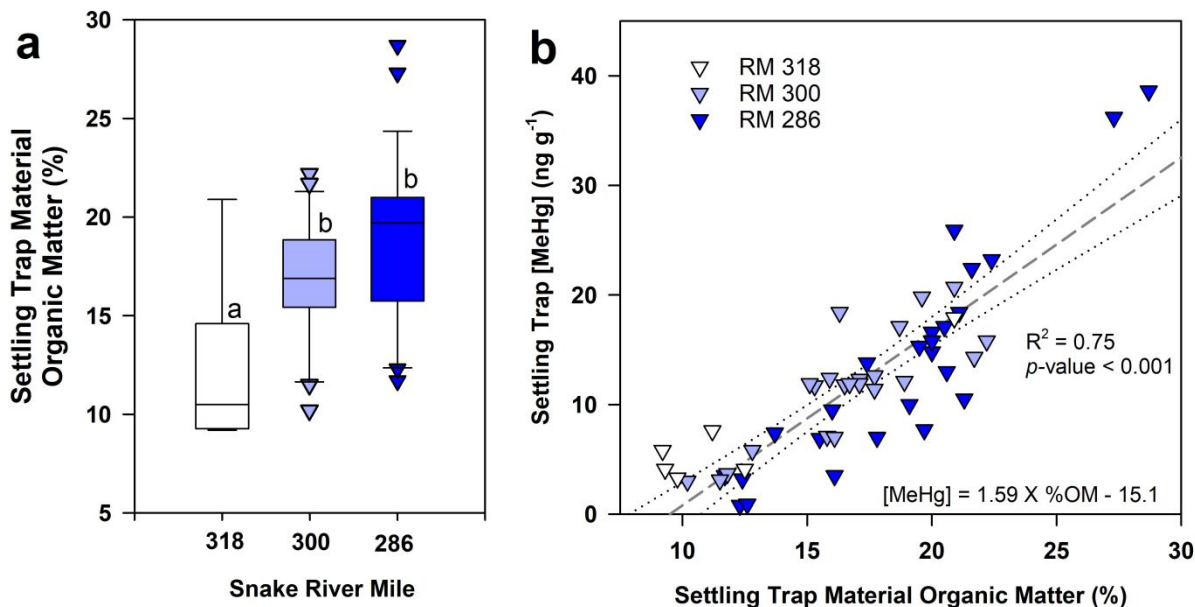 a
Settling Trap Material
Organic Matter (%)
30
25
20
15
10
5
a
b
b
318
300
286
Snake River Mile
b
Settling Trap [MeHg] (ng g⁻¹)
40
30
20
10
0
RM 318
RM 300
RM 286
R² = 0.75
p-value < 0.001
[MeHg] = 1.59 X %OM - 15.1
10
15
20
25
30
Settling Trap Material Organic Matter (%)